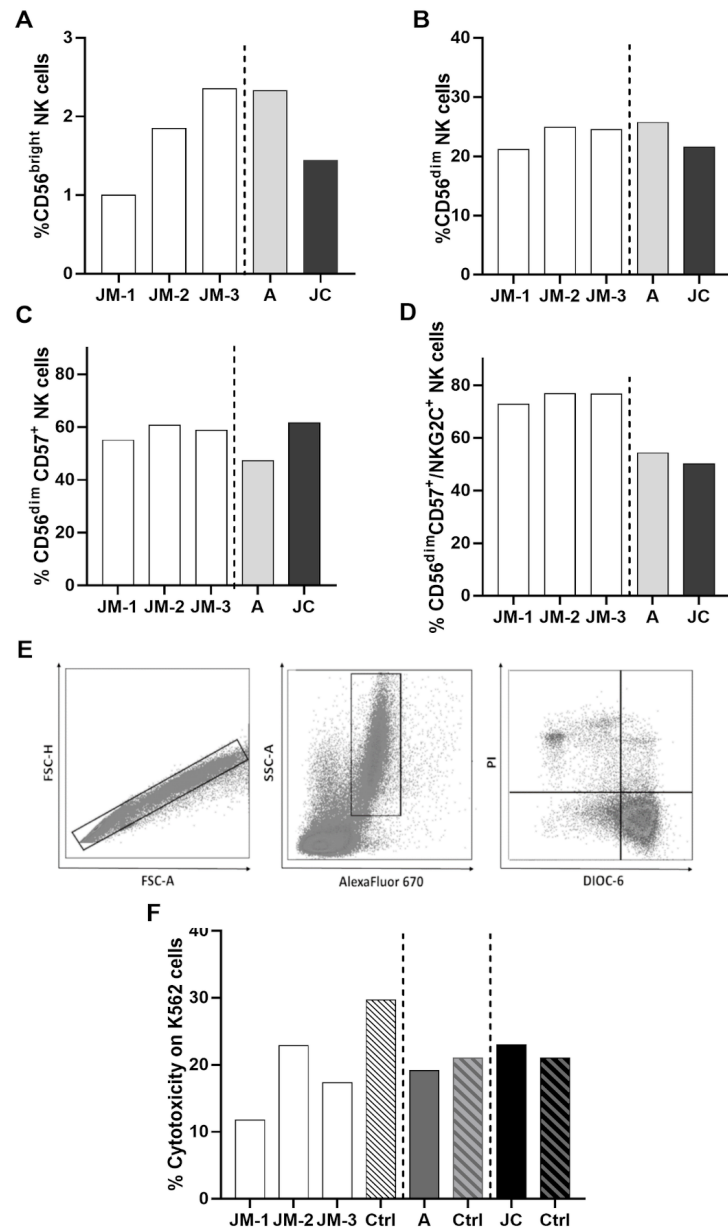 A
%CD56bright NK cells
3
2
1
0
JM-1 JM-2 JM-3 A JC
B
%CD56dim NK cells
40
30
20
10
0
JM-1 JM-2 JM-3 A JC
C
% CD56dim CD57+ NK cells
80
60
40
20
0
JM-1 JM-2 JM-3 A JC
D
% CD56dimCD57+/NKG2C+ NK cells
80
60
40
20
0
JM-1 JM-2 JM-3 A JC
E
FSC-H
FSC-A
SSC-A
AlexaFluor 670
PI
DIOC-6
F
% Cytotoxicity on K562 cells
40
30
20
10
0
JM-1 JM-2 JM-3 Ctrl A Ctrl JC Ctrl